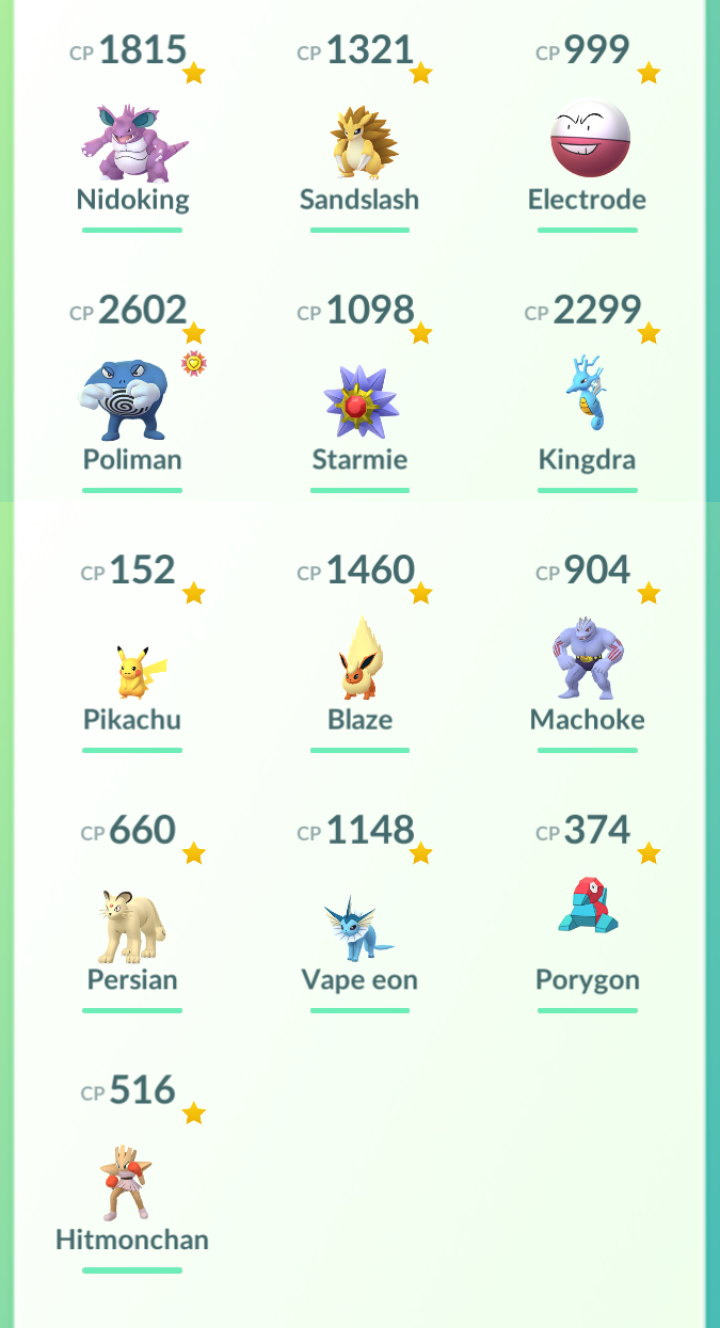 CP 1815 CP 1321 CP 999
Nidoking Sandslash Electrode
CP 2602 CP 1098 CP 2299
Poliman Starmie Kingdra
CP 152 CP 1460 CP 904
Pikachu Blaze Machoke
CP 660 CP 1148 CP 374
Persian Vape eon Porygon
CP 516
Hitmonchan